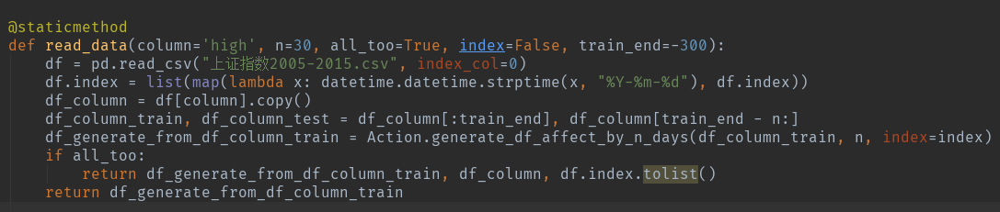 @staticmethod
def read_data(column='high', n=30, all_too=True, index=False, train_end=-300):
    df = pd.read_csv("上证指数2005-2015.csv", index_col=0)
    df.index = list(map(lambda x: datetime.datetime.strptime(x, "%Y-%m-%d"), df.index))
    df_column = df[column].copy()
    df_column_train, df_column_test = df_column[:train_end], df_column[train_end - n:]
    df_generate_from_df_column_train = Action.generate_df_affect_by_n_days(df_column_train, n, index=index)
    if all_too:
        return df_generate_from_df_column_train, df_column, df.index.tolist()
    return df_generate_from_df_column_train